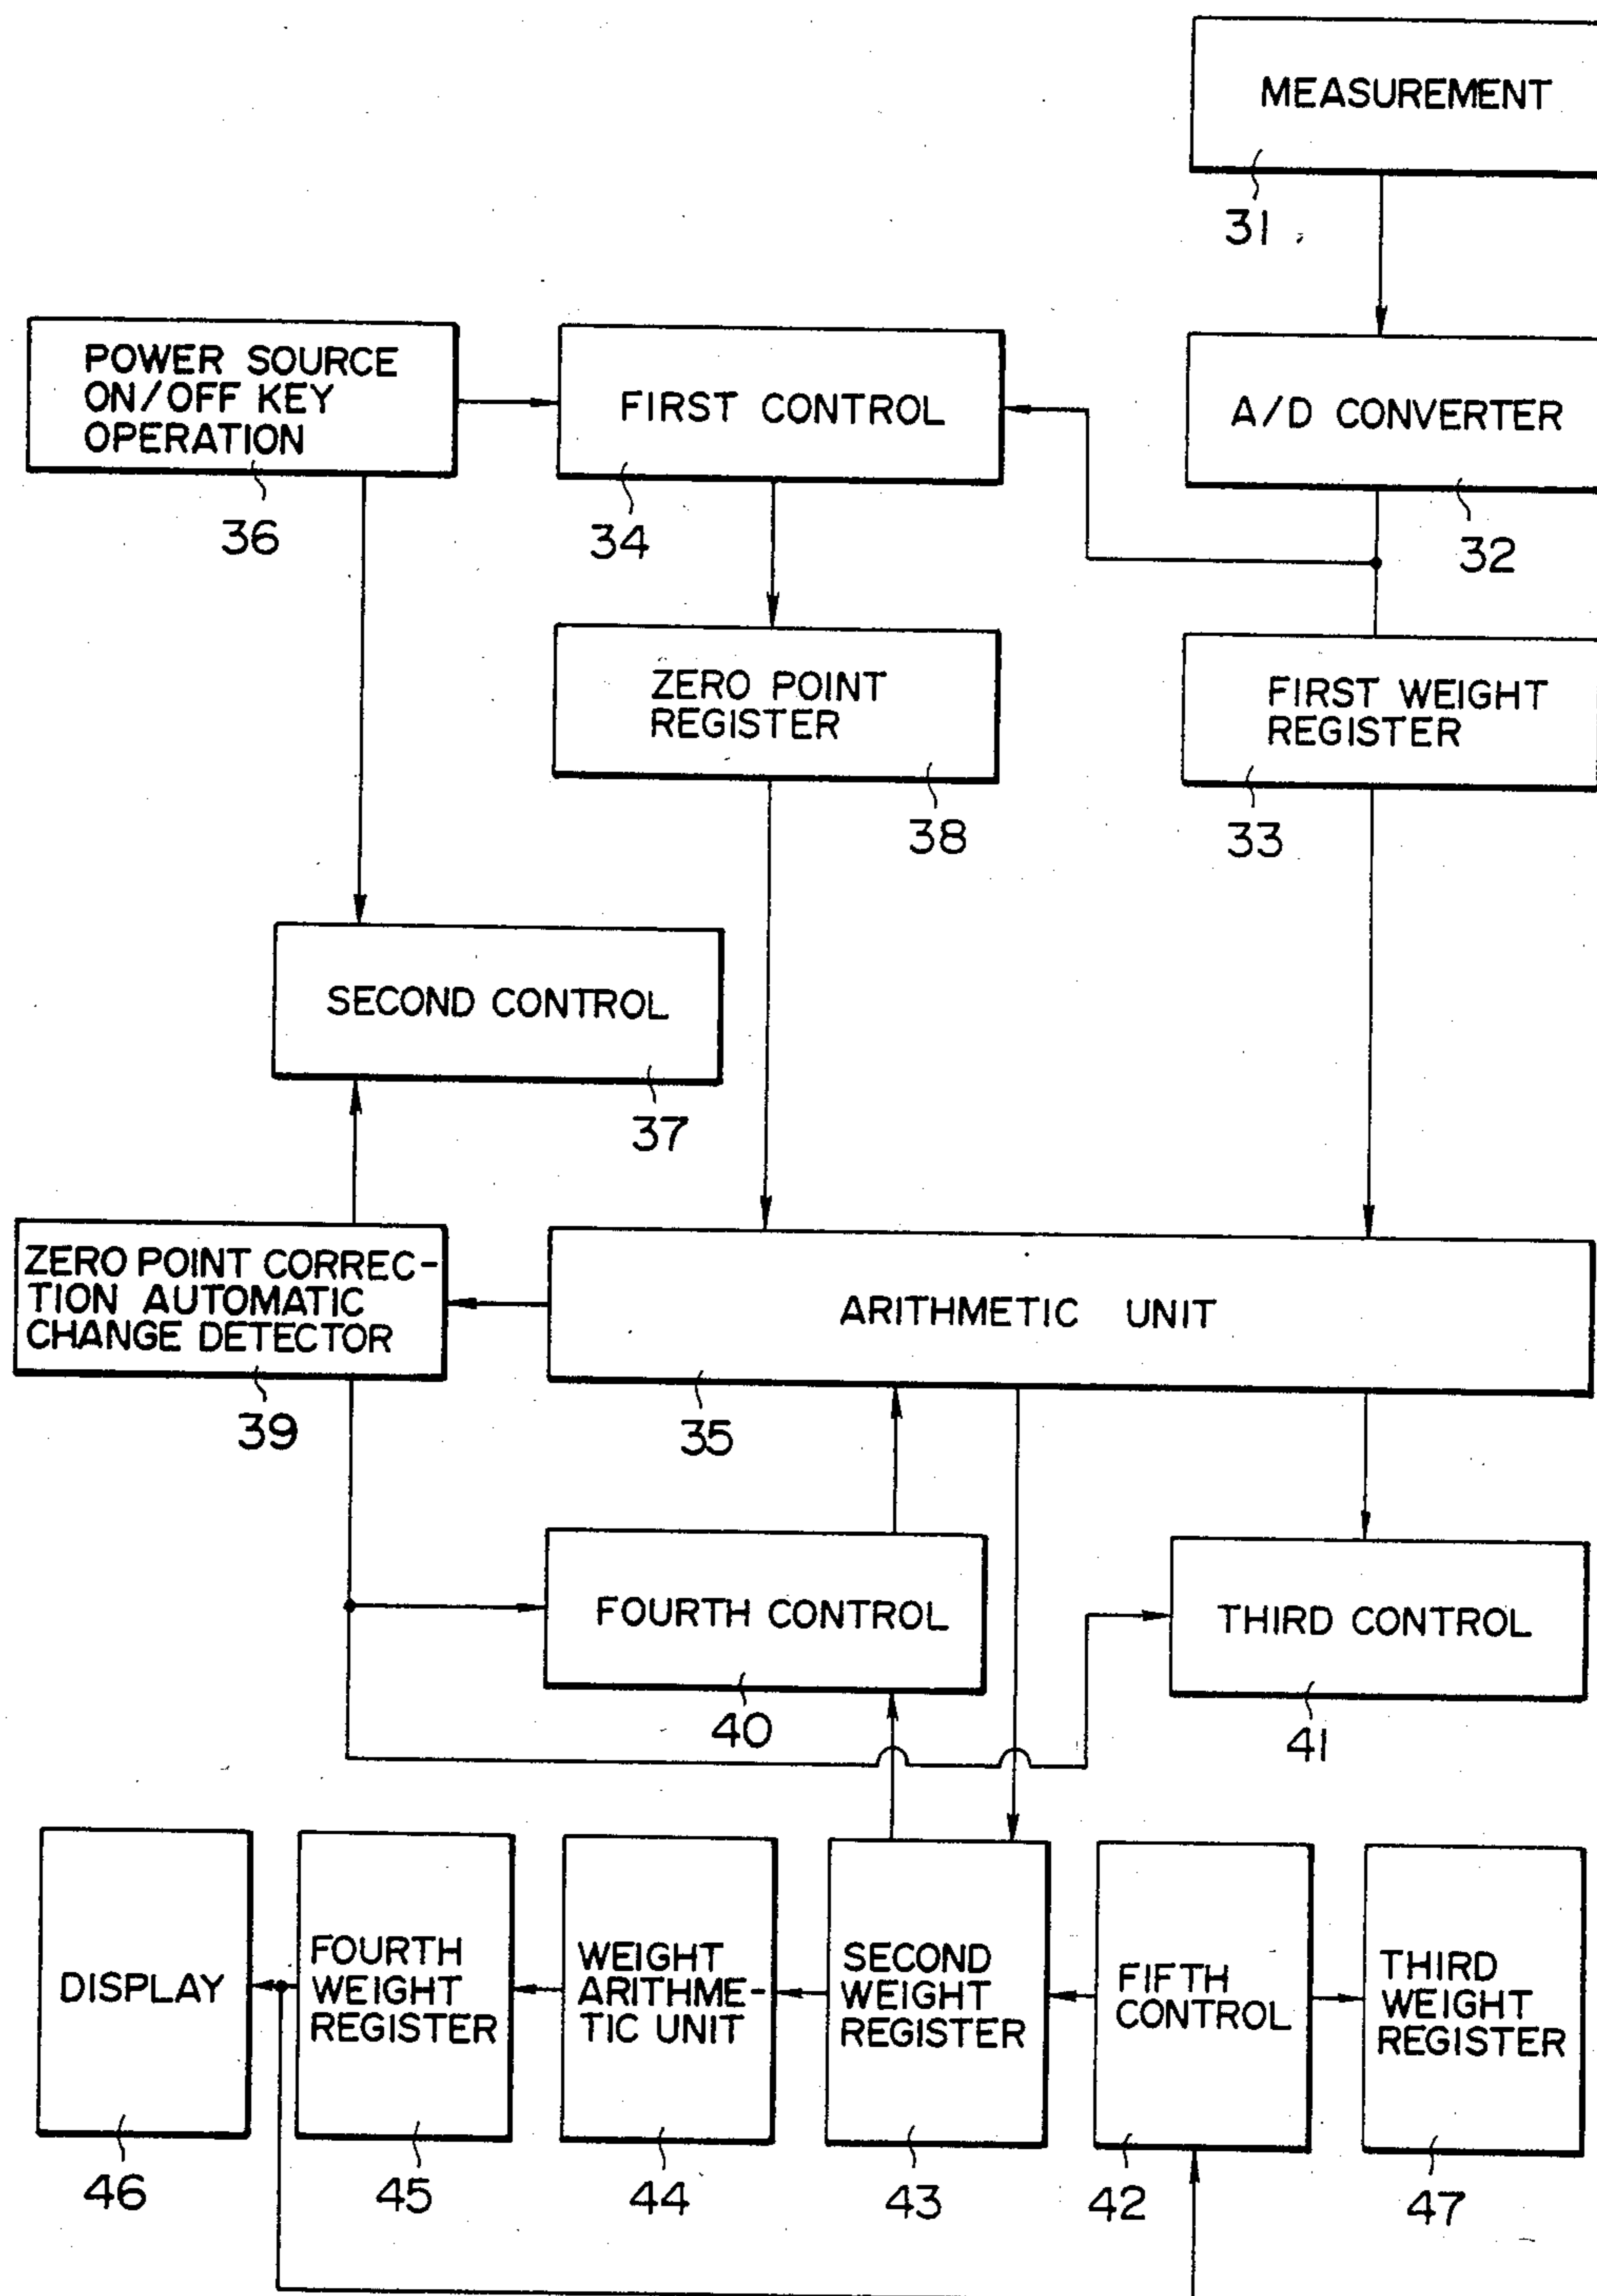 MEASUREMENT
31
POWER SOURCE
ON/OFF KEY
OPERATION
36
FIRST CONTROL
34
A/D CONVERTER
32
ZERO POINT
REGISTER
38
FIRST WEIGHT
REGISTER
33
SECOND CONTROL
37
ZERO POINT CORREC-
TION AUTOMATIC
CHANGE DETECTOR
39
ARITHMETIC UNIT
35
FOURTH CONTROL
40
THIRD CONTROL
41
DISPLAY
46
FOURTH
WEIGHT
REGISTER
45
WEIGHT
ARITHME-
TIC UNIT
44
SECOND
WEIGHT
REGISTER
43
FIFTH
CONTROL
42
THIRD
WEIGHT
REGISTER
47